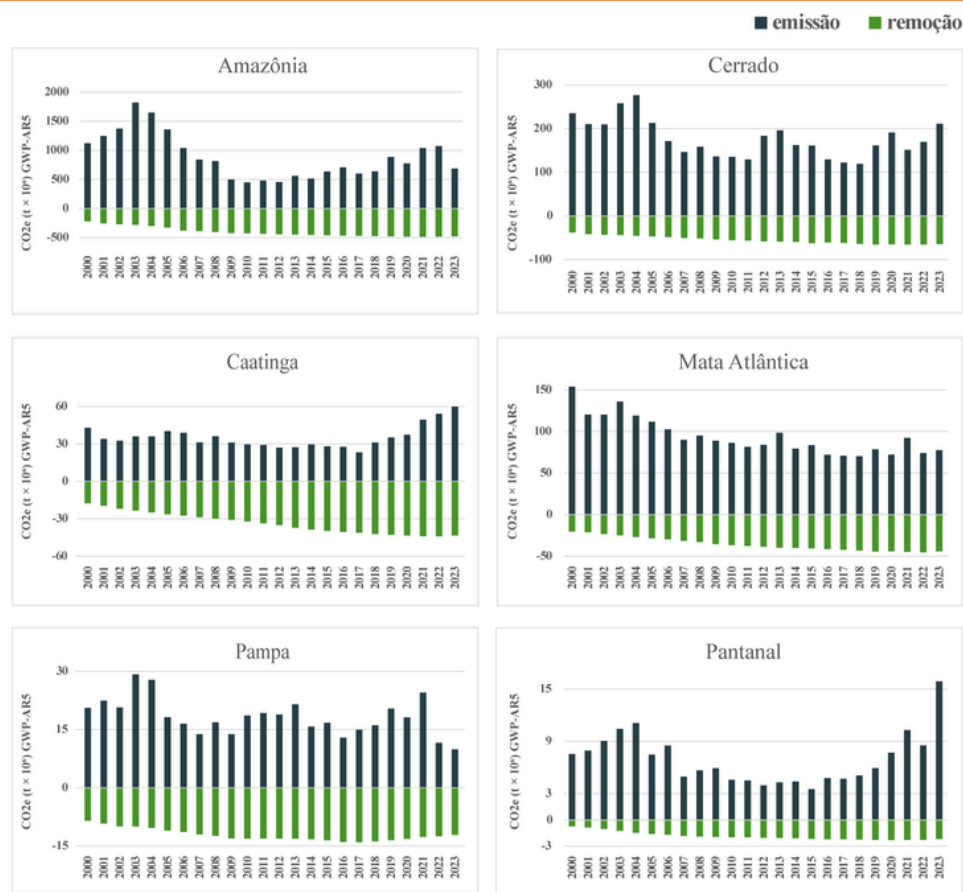 emissão remoção
Amazônia
CO2e (t × 10⁶) GWP-AR5
2000
1500
1000
500
0
-500
2000 2001 2002 2003 2004 2005 2006 2007 2008 2009 2010 2011 2012 2013 2014 2015 2016 2017 2018 2019 2020 2021 2022 2023
Cerrado
CO2e (t × 10⁶) GWP-AR5
300
200
100
0
-100
2000 2001 2002 2003 2004 2005 2006 2007 2008 2009 2010 2011 2012 2013 2014 2015 2016 2017 2018 2019 2020 2021 2022 2023
Caatinga
CO2e (t × 10⁶) GWP-AR5
60
30
0
-30
-60
2000 2001 2002 2003 2004 2005 2006 2007 2008 2009 2010 2011 2012 2013 2014 2015 2016 2017 2018 2019 2020 2021 2022 2023
Mata Atlântica
CO2e (t × 10⁶) GWP-AR5
150
100
50
0
-50
2000 2001 2002 2003 2004 2005 2006 2007 2008 2009 2010 2011 2012 2013 2014 2015 2016 2017 2018 2019 2020 2021 2022 2023
Pampa
CO2e (t × 10⁶) GWP-AR5
30
15
0
-15
2000 2001 2002 2003 2004 2005 2006 2007 2008 2009 2010 2011 2012 2013 2014 2015 2016 2017 2018 2019 2020 2021 2022 2023
Pantanal
CO2e (t × 10⁶) GWP-AR5
15
9
3
0
-3
2000 2001 2002 2003 2004 2005 2006 2007 2008 2009 2010 2011 2012 2013 2014 2015 2016 2017 2018 2019 2020 2021 2022 2023